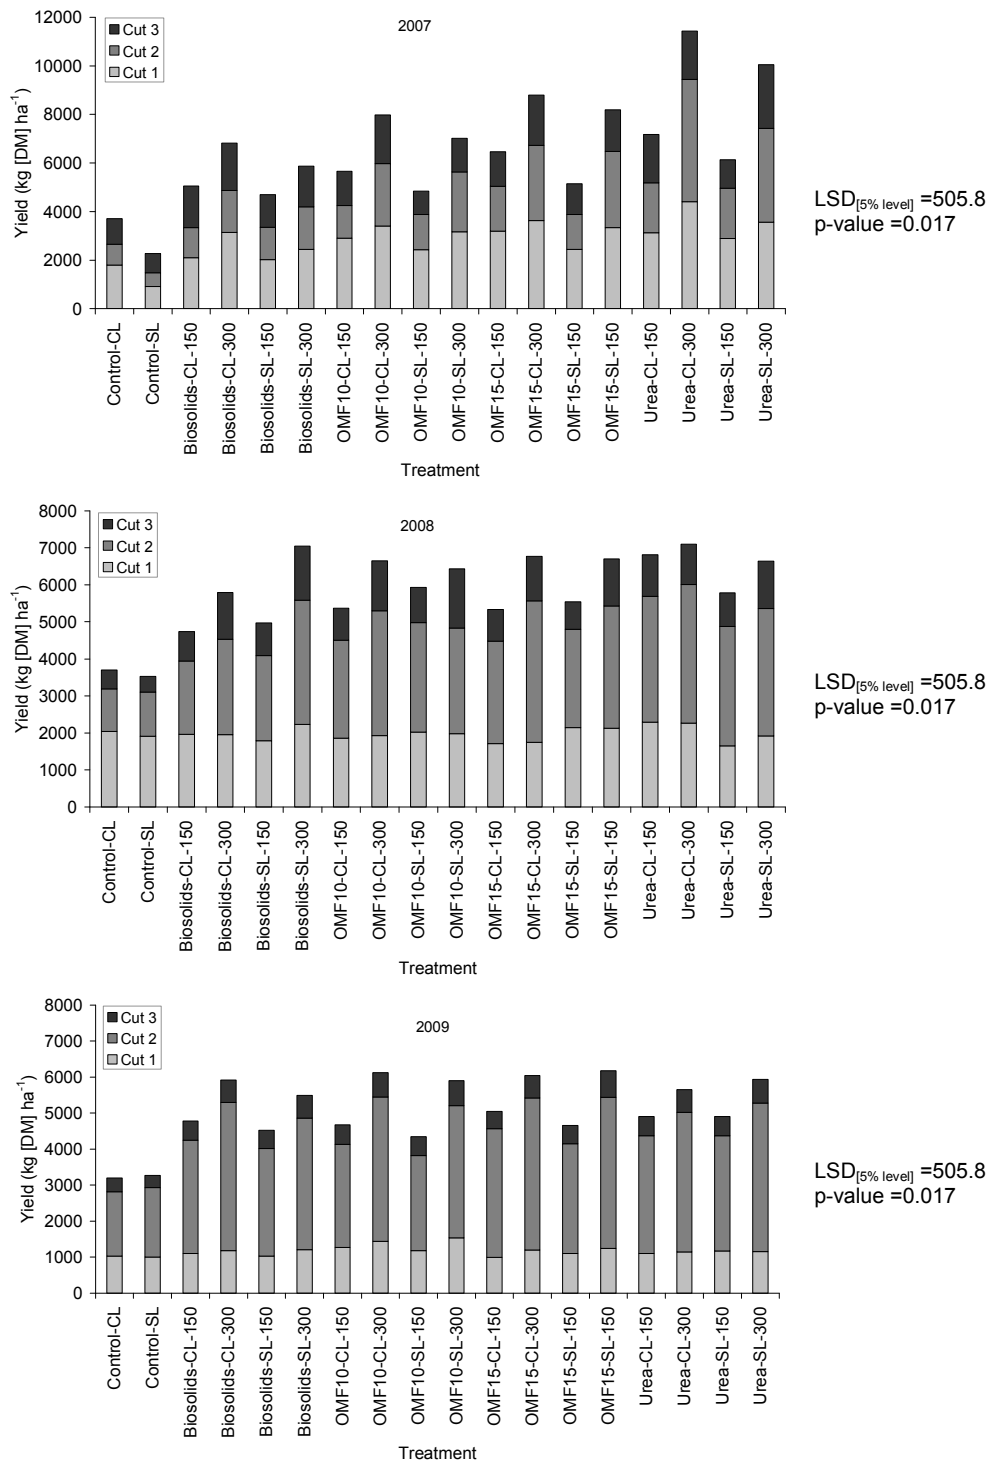 2007
Cut 3
Cut 2
Cut 1
Yield (kg [DM] ha⁻¹)
12000
10000
8000
6000
4000
2000
0
Control-CL
Control-SL
Biosolids-CL-150
Biosolids-CL-300
Biosolids-SL-150
Biosolids-SL-300
OMF10-CL-150
OMF10-CL-300
OMF10-SL-150
OMF10-SL-300
OMF15-CL-150
OMF15-CL-300
OMF15-SL-150
OMF15-SL-300
Urea-CL-150
Urea-CL-300
Urea-SL-150
Urea-SL-300
Treatment
LSD[5% level] =505.8
p-value =0.017
2008
Cut 3
Cut 2
Cut 1
Yield (kg [DM] ha⁻¹)
8000
7000
6000
5000
4000
3000
2000
1000
0
Control-CL
Control-SL
Biosolids-CL-150
Biosolids-CL-300
Biosolids-SL-150
Biosolids-SL-300
OMF10-CL-150
OMF10-CL-300
OMF10-SL-150
OMF10-SL-300
OMF15-CL-150
OMF15-CL-300
OMF15-SL-150
OMF15-SL-300
Urea-CL-150
Urea-CL-300
Urea-SL-150
Urea-SL-300
Treatment
LSD[5% level] =505.8
p-value =0.017
2009
Cut 3
Cut 2
Cut 1
Yield (kg [DM] ha⁻¹)
8000
7000
6000
5000
4000
3000
2000
1000
0
Control-CL
Control-SL
Biosolids-CL-150
Biosolids-CL-300
Biosolids-SL-150
Biosolids-SL-300
OMF10-CL-150
OMF10-CL-300
OMF10-SL-150
OMF10-SL-300
OMF15-CL-150
OMF15-CL-300
OMF15-SL-150
OMF15-SL-300
Urea-CL-150
Urea-CL-300
Urea-SL-150
Urea-SL-300
Treatment
LSD[5% level] =505.8
p-value =0.017